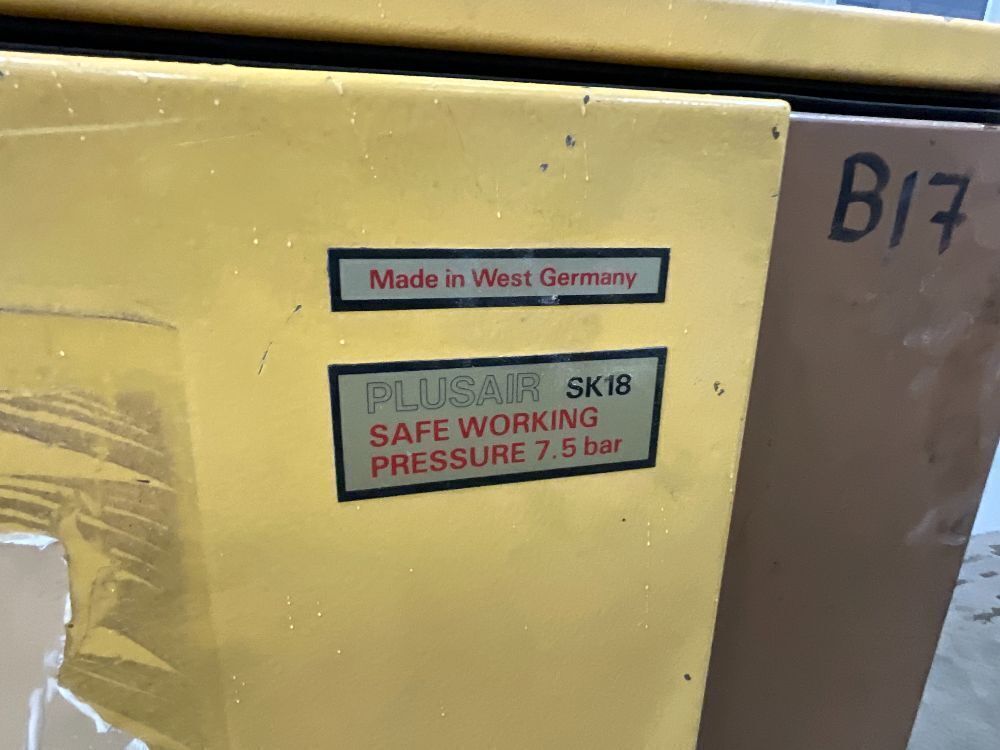 B17
Made in West Germany
PLUSAIR SK18
SAFE WORKING
PRESSURE 7.5 bar